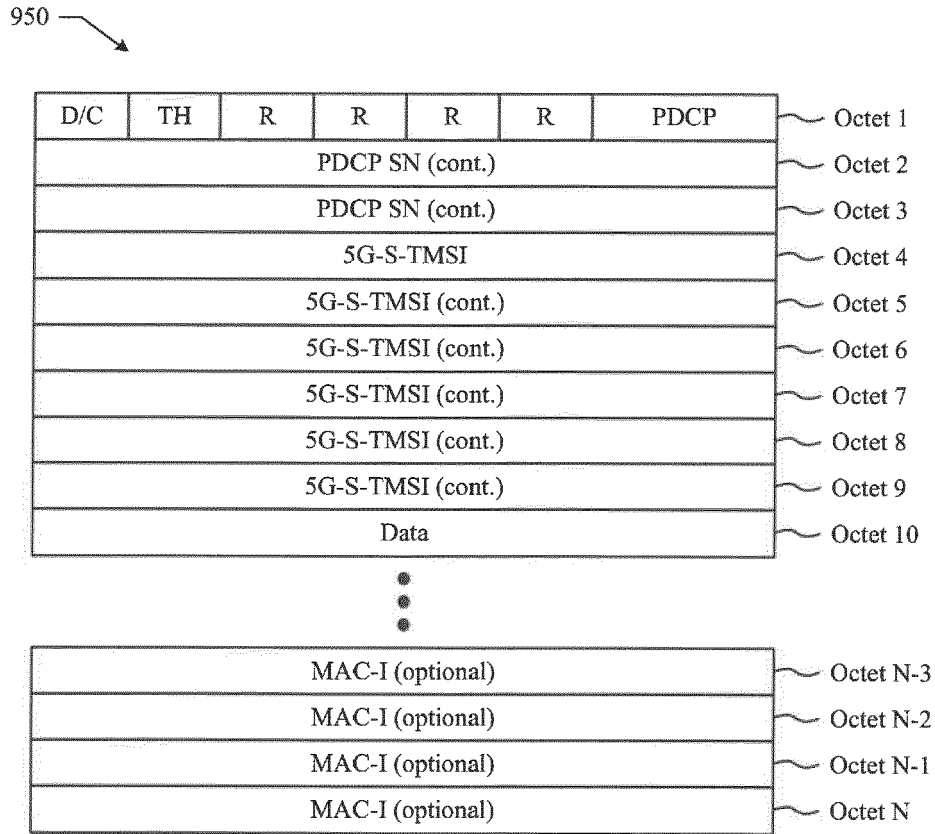 950
D/C TH R R R R PDCP Octet 1
PDCP SN (cont.) Octet 2
PDCP SN (cont.) Octet 3
5G-S-TMSI Octet 4
5G-S-TMSI (cont.) Octet 5
5G-S-TMSI (cont.) Octet 6
5G-S-TMSI (cont.) Octet 7
5G-S-TMSI (cont.) Octet 8
5G-S-TMSI (cont.) Octet 9
Data Octet 10
MAC-I (optional) Octet N-3
MAC-I (optional) Octet N-2
MAC-I (optional) Octet N-1
MAC-I (optional) Octet N